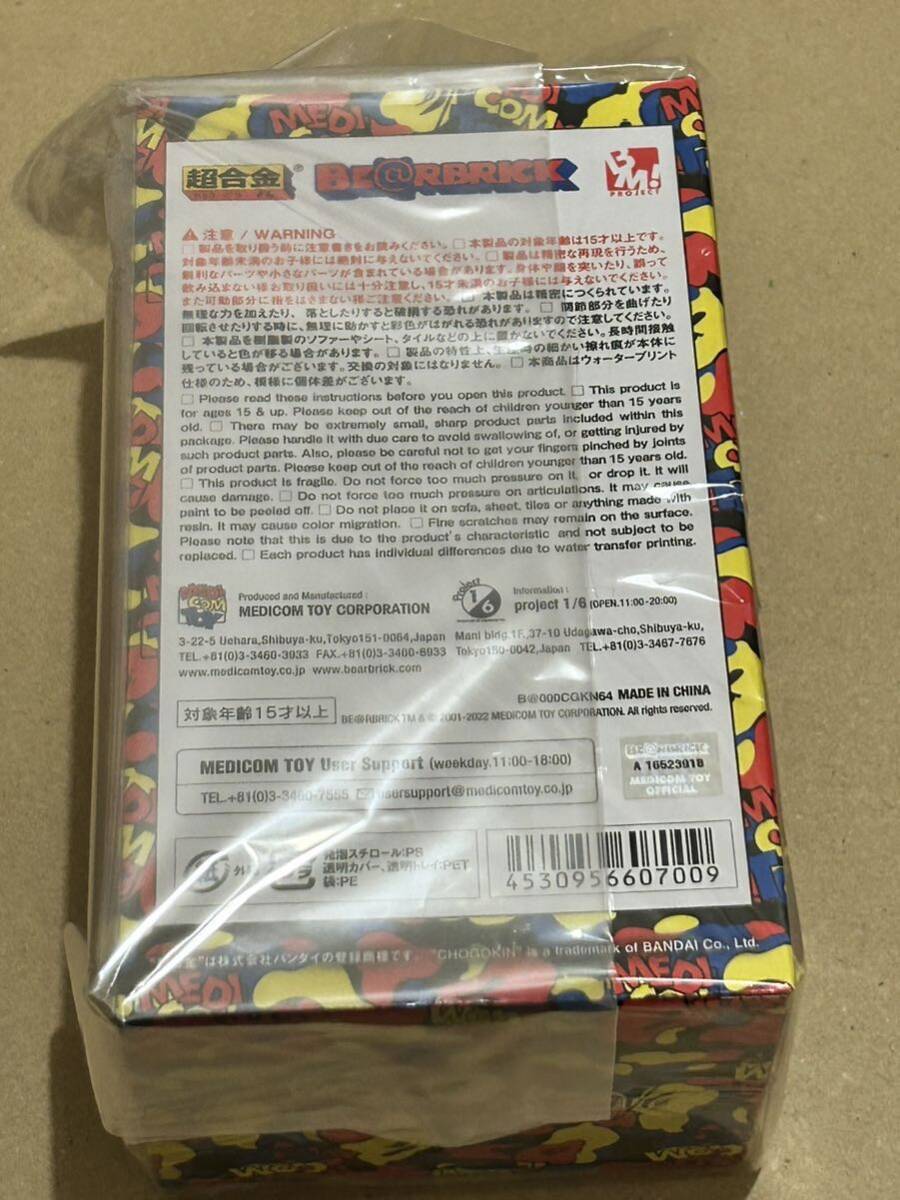 MEDI
COM
超合金® BE@RBRICK BM! PROJECT
⚠ 注意 / WARNING
□ 製品を取り扱う前に注意書きをお読みください。□ 本製品の対象年齢は15才以上です。
対象年齢未満のお子様には絶対に与えないでください。□ 製品は精密な再現を行うため、
鋭利なパーツや小さなパーツが含まれている場合があります。身体や顔を突いたり、誤って
飲み込まない様お取り扱いには十分注意し、15才未満のお子様には与えないでください。
また可動部分に指をはさまない様ご注意ください。□ 本製品は精密につくられています。
無理な力を加えたり、落としたりすると破損する恐れがあります。□ 関節部分を曲げたり
回転させたりする時に、無理に動かすと彩色がはがれる恐れがありますので注意してください。
□ 本製品を樹脂製のソファーやシート、タイルなどの上に置かないでください。長時間接触
していると色が移る場合があります。□ 製品の特性上、生産時の細かい擦れ痕が本体に
残っている場合がございます。交換の対象にはなりません。□ 本商品はウォータープリント
仕様のため、模様に個体差がございます。
□ Please read these instructions before you open this product. □ This product is
for ages 15 & up. Please keep out of the reach of children younger than 15 years
old. □ There may be extremely small, sharp product parts included within this
package. Please handle it with due care to avoid swallowing of, or getting injured by
such product parts. Also, please be careful not to get your fingers pinched by joints
of product parts. Please keep out of the reach of children younger than 15 years old.
□ This product is fragile. Do not force too much pressure on it, or drop it. It will
cause damage. □ Do not force too much pressure on articulations. It may cause
paint to be peeled off. □ Do not place it on sofa, sheet, tiles or anything made with
resin. It may cause color migration. □ Fine scratches may remain on the surface.
Please note that this is due to the product's characteristic and not subject to be
replaced. □ Each product has individual differences due to water transfer printing.
Produced and Manufactured :
MEDICOM TOY CORPORATION
3-22-5 Uehara,Shibuya-ku,Tokyo151-0064,Japan
TEL.+81(0)3-3460-3933 FAX.+81(0)3-3460-6933
www.medicomtoy.co.jp www.bearbrick.com
Project 1/6
Information :
project 1/6 (OPEN.11:00-20:00)
Mani bldg.1F,37-10 Udagawa-cho,Shibuya-ku,
Tokyo150-0042,Japan TEL.+81(0)3-3467-7676
B@000CGKN64 MADE IN CHINA
対象年齢15才以上
BE@RBRICK TM & © 2001-2022 MEDICOM TOY CORPORATION. All rights reserved.
MEDICOM TOY User Support (weekday.11:00-18:00)
TEL.+81(0)3-3460-7555 usersupport@medicomtoy.co.jp
BE@RBRICK
A 16523918
MEDICOM TOY
OFFICIAL
発泡スチロール:PS
透明カバー、透明トレイ:PET
袋:PE
4530956607009
金”は株式会社バンダイの登録商標です。 “CHOGOKIN” is a trademark of BANDAI Co., Ltd.
MEDI